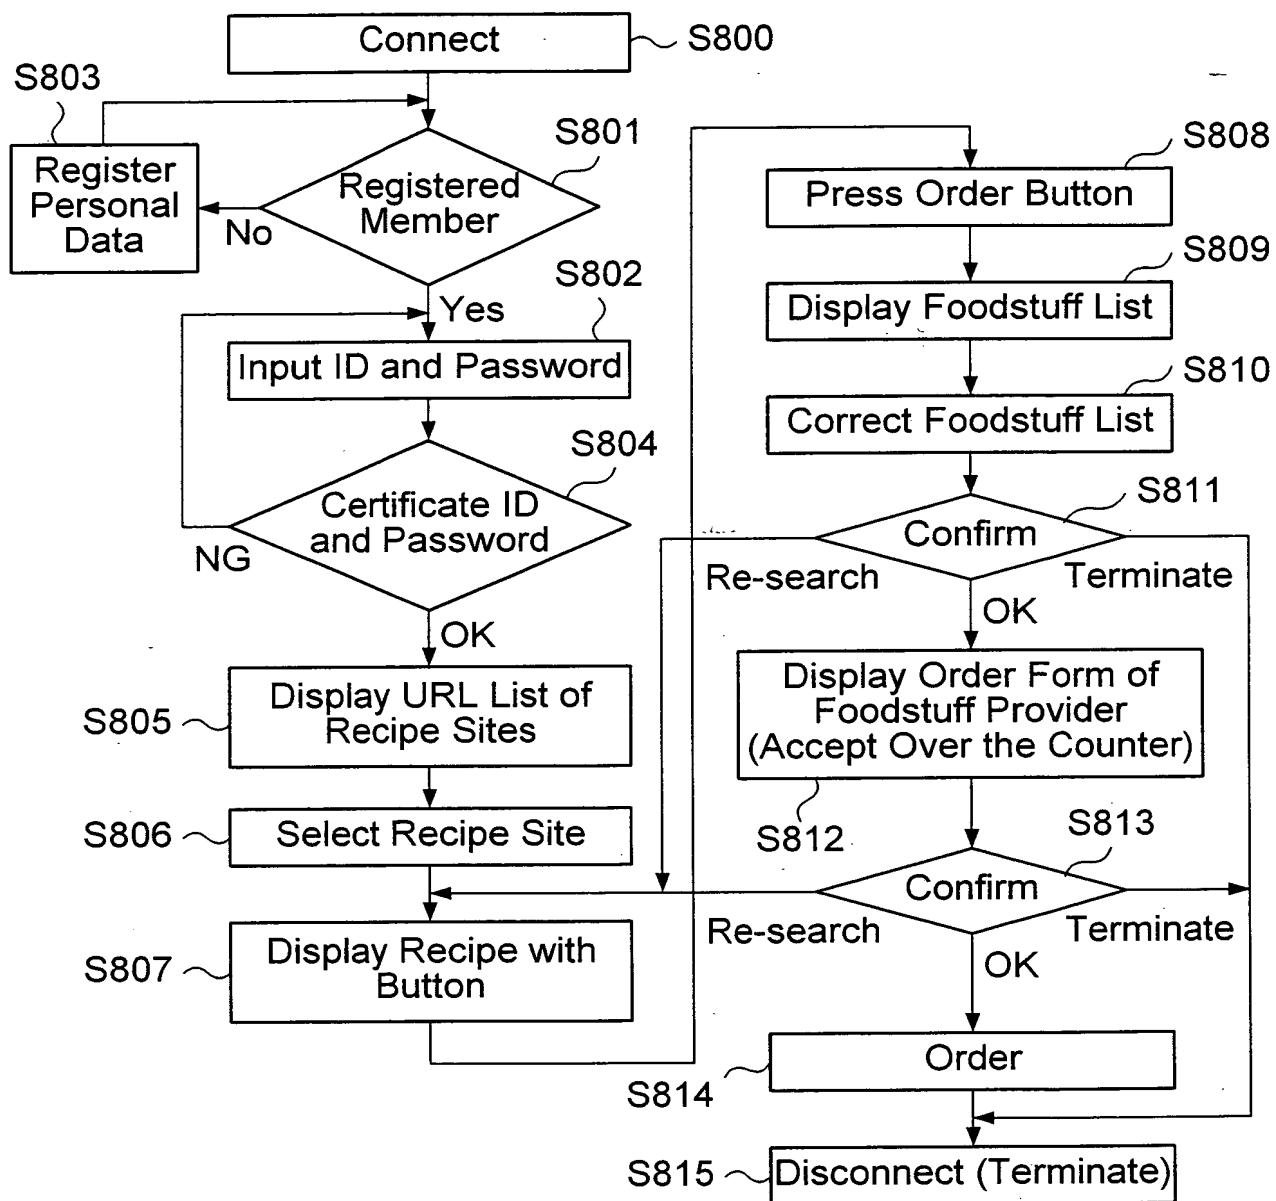 Connect
S800
S803
Register
Personal
Data
S801
Registered
Member
No
Yes
S802
Input ID and Password
S804
Certificate ID
and Password
NG
OK
S805
Display URL List of
Recipe Sites
S806
Select Recipe Site
S807
Display Recipe with
Button
S808
Press Order Button
S809
Display Foodstuff List
S810
Correct Foodstuff List
S811
Confirm
Re-search
Terminate
OK
Display Order Form of
Foodstuff Provider
(Accept Over the Counter)
S812
S813
Confirm
Re-search
Terminate
OK
Order
S814
S815
Disconnect (Terminate)